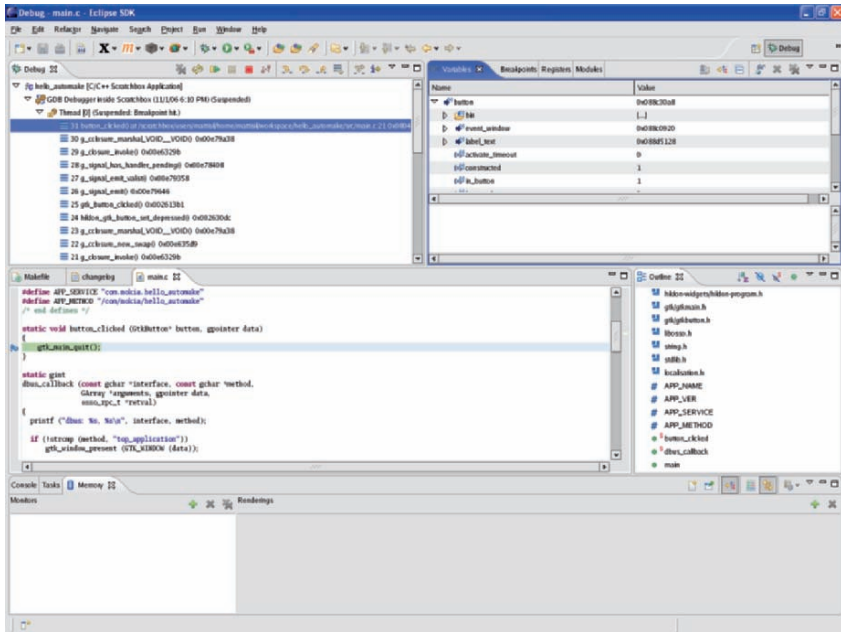 Debug - main.c - Eclipse SDK
File Edit Refactor Navigate Search Project Run Window Help
Debug
Debug
Variables Breakpoints Registers Modules
hello_automake [C/C++ Scratchbox Application]
GDB Debugger inside Scratchbox (11/1/06 6:10 PM) (Suspended)
Thread [0] (Suspended: Breakpoint hit.)
31 button_clicked()
30 g_cclosure_marshal_VOID__VOID() 0x00e79a38
29 g_closure_invoke() 0x00e6329b
28 g_signal_has_handler_pending() 0x00e78408
27 g_signal_emit_valist() 0x00e79358
26 g_signal_emit() 0x00e79646
25 gtk_button_clicked() 0x002613b1
24 hildon_gtk_button_set_depressed() 0x002630dc
23 g_cclosure_marshal_VOID__VOID() 0x00e79a38
22 g_cclosure_new_swap() 0x00e635d9
21 g_closure_invoke() 0x00e6329b
Name Value
button 0x088c30a8
bin {...}
event_window 0x088c0920
label_text 0x088d5128
activate_timeout 0
constructed 1
in_button 1
Makefile changelog main.c
#define APP_SERVICE "com.nokia.hello_automake"
#define APP_METHOD "/com/nokia/hello_automake"
/* end defines */
static void button_clicked (GtkButton* button, gpointer data)
{
gtk_main_quit();
}
static gint
dbus_callback (const gchar *interface, const gchar *method,
GArray *arguments, gpointer data,
osso_rpc_t *retval)
{
printf ("dbus: %s, %s\n", interface, method);
if (!strcmp (method, "top_application"))
gtk_window_present (GTK_WINDOW (data));
Outline
hildon-widgets/hildon-program.h
gtk/gtkmain.h
gtk/gtkbutton.h
libosso.h
string.h
stdlib.h
localisation.h
APP_NAME
APP_VER
APP_SERVICE
APP_METHOD
button_clicked
dbus_callback
main
Console Tasks Memory
Monitors
Renderings